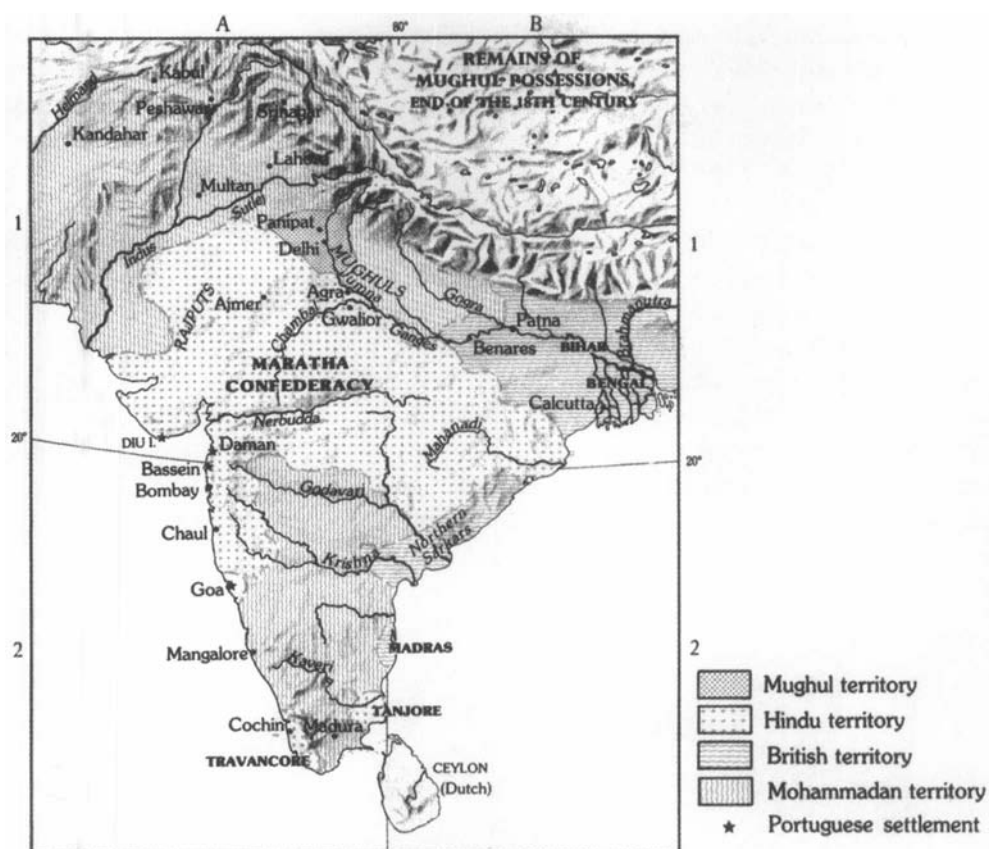 A
80°
B
REMAINS OF
MUGHUL POSSESSIONS,
END OF THE 18TH CENTURY
Helmand
Kabul
Peshawar
Srinagar
Kandahar
Lahore
Multan
Sutlej
1
1
Panipat
Delhi
Indus
MUGHULS
Jumna
Gogra
Brahmaputra
RAJPUTS
Ajmer
Agra
Chambal
Gwalior
Ganges
Patna
Benares
BIHAR
MARATHA
CONFEDERACY
BENGAL
Calcutta
Nerbudda
Mahanadi
DIU I.
20°
20°
Daman
Bassein
Bombay
Godavari
Chaul
Northern
Sarkars
Krishna
Goa
2
2
Mangalore
Kaveri
MADRAS
Cochin
Madura
TANJORE
TRAVANCORE
CEYLON
(Dutch)
Mughul territory
Hindu territory
British territory
Mohammadan territory
Portuguese settlement